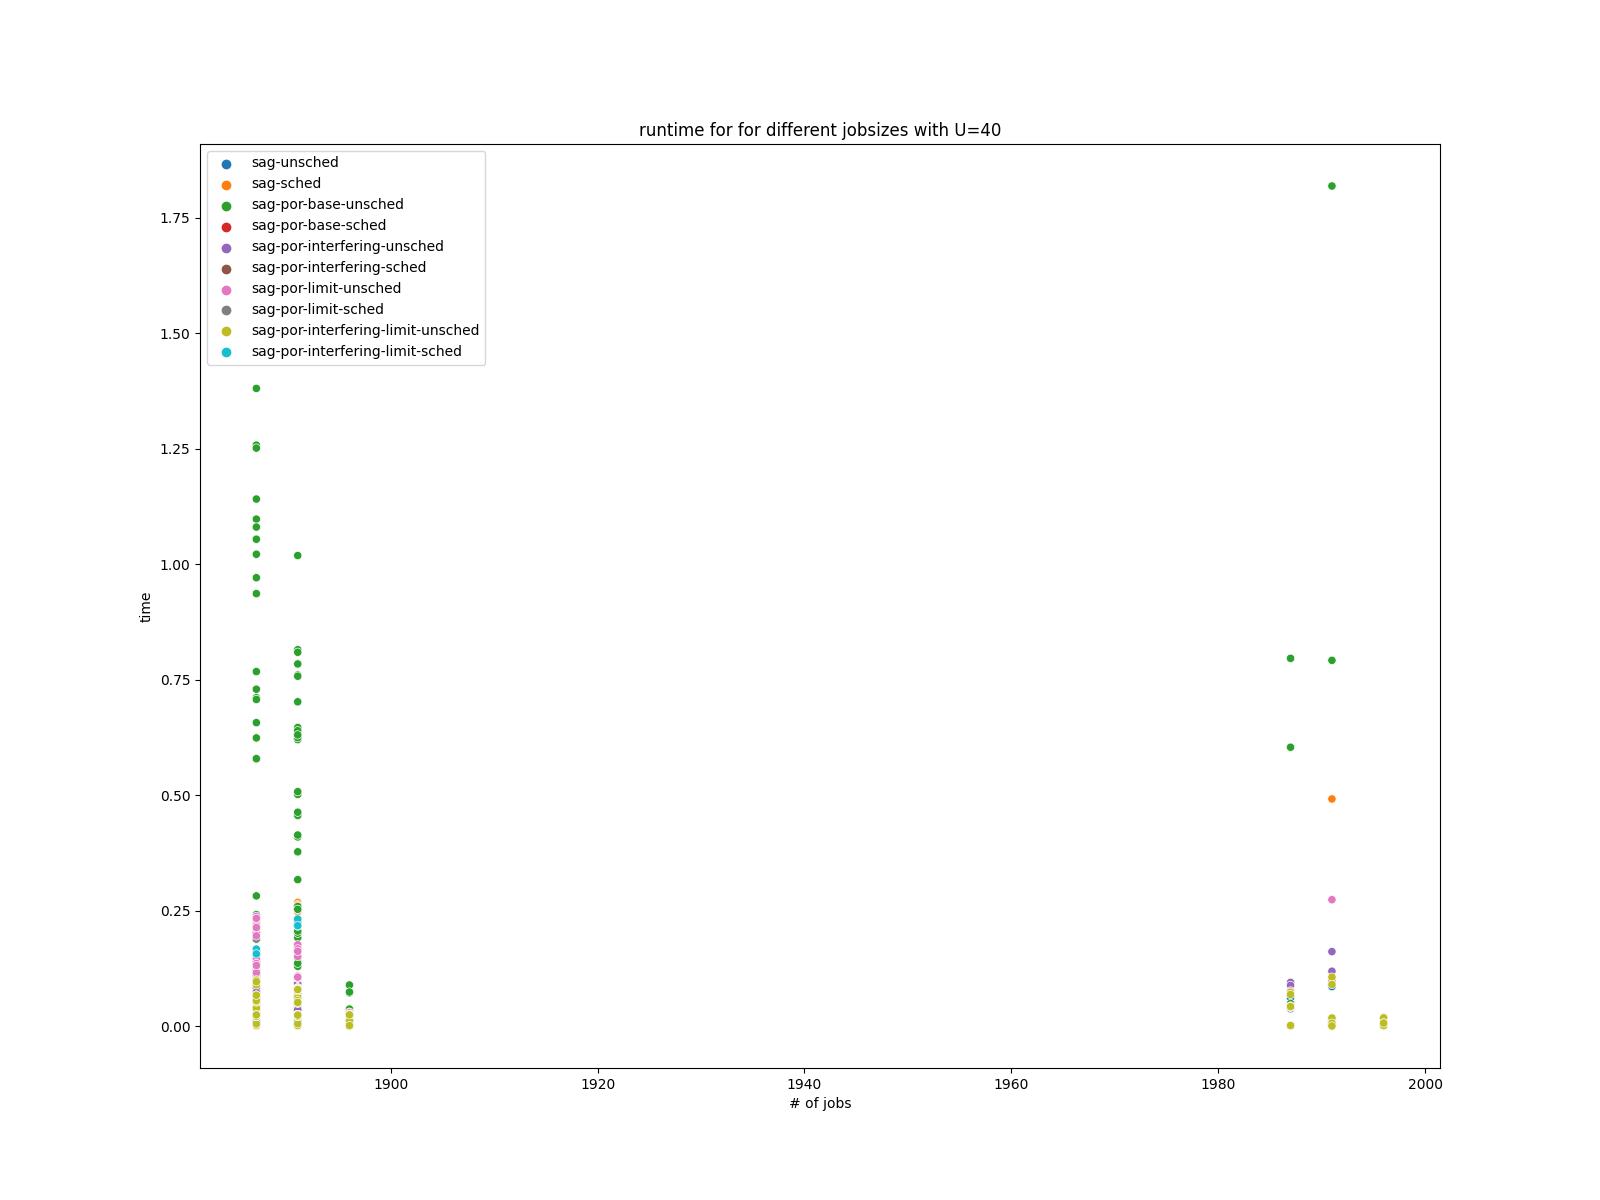 runtime for for different jobsizes with U=40
sag-unsched
sag-sched
sag-por-base-unsched
sag-por-base-sched
sag-por-interfering-unsched
sag-por-interfering-sched
sag-por-limit-unsched
sag-por-limit-sched
sag-por-interfering-limit-unsched
sag-por-interfering-limit-sched
1.75
1.50
1.25
1.00
0.75
0.50
0.25
0.00
time
1900 1920 1940 1960 1980 2000
# of jobs